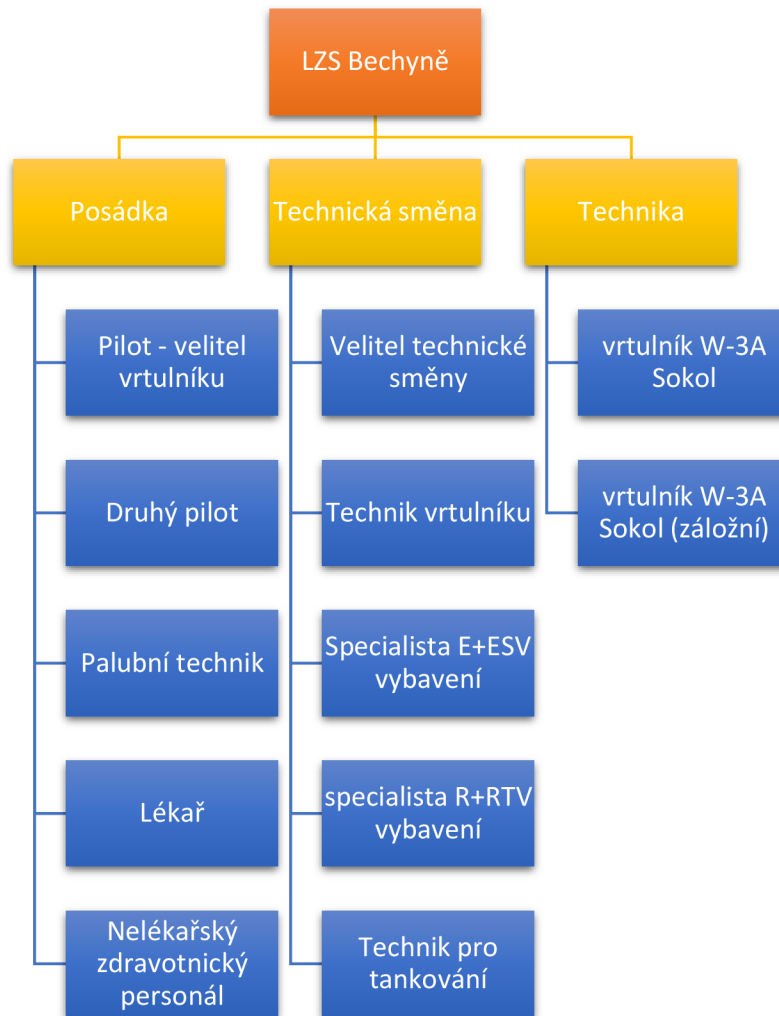 LZS Bechyně
Posádka
Technická směna
Technika
Pilot - velitel
vrtulníku
Druhý pilot
Palubní technik
Lékař
Nelékařský
zdravotnický
personál
Velitel technické
směny
Technik vrtulníku
Specialista E+ESV
vybavení
specialista R+RTV
vybavení
Technik pro
tankování
vrtulník W-3A
Sokol
vrtulník W-3A
Sokol (záložní)